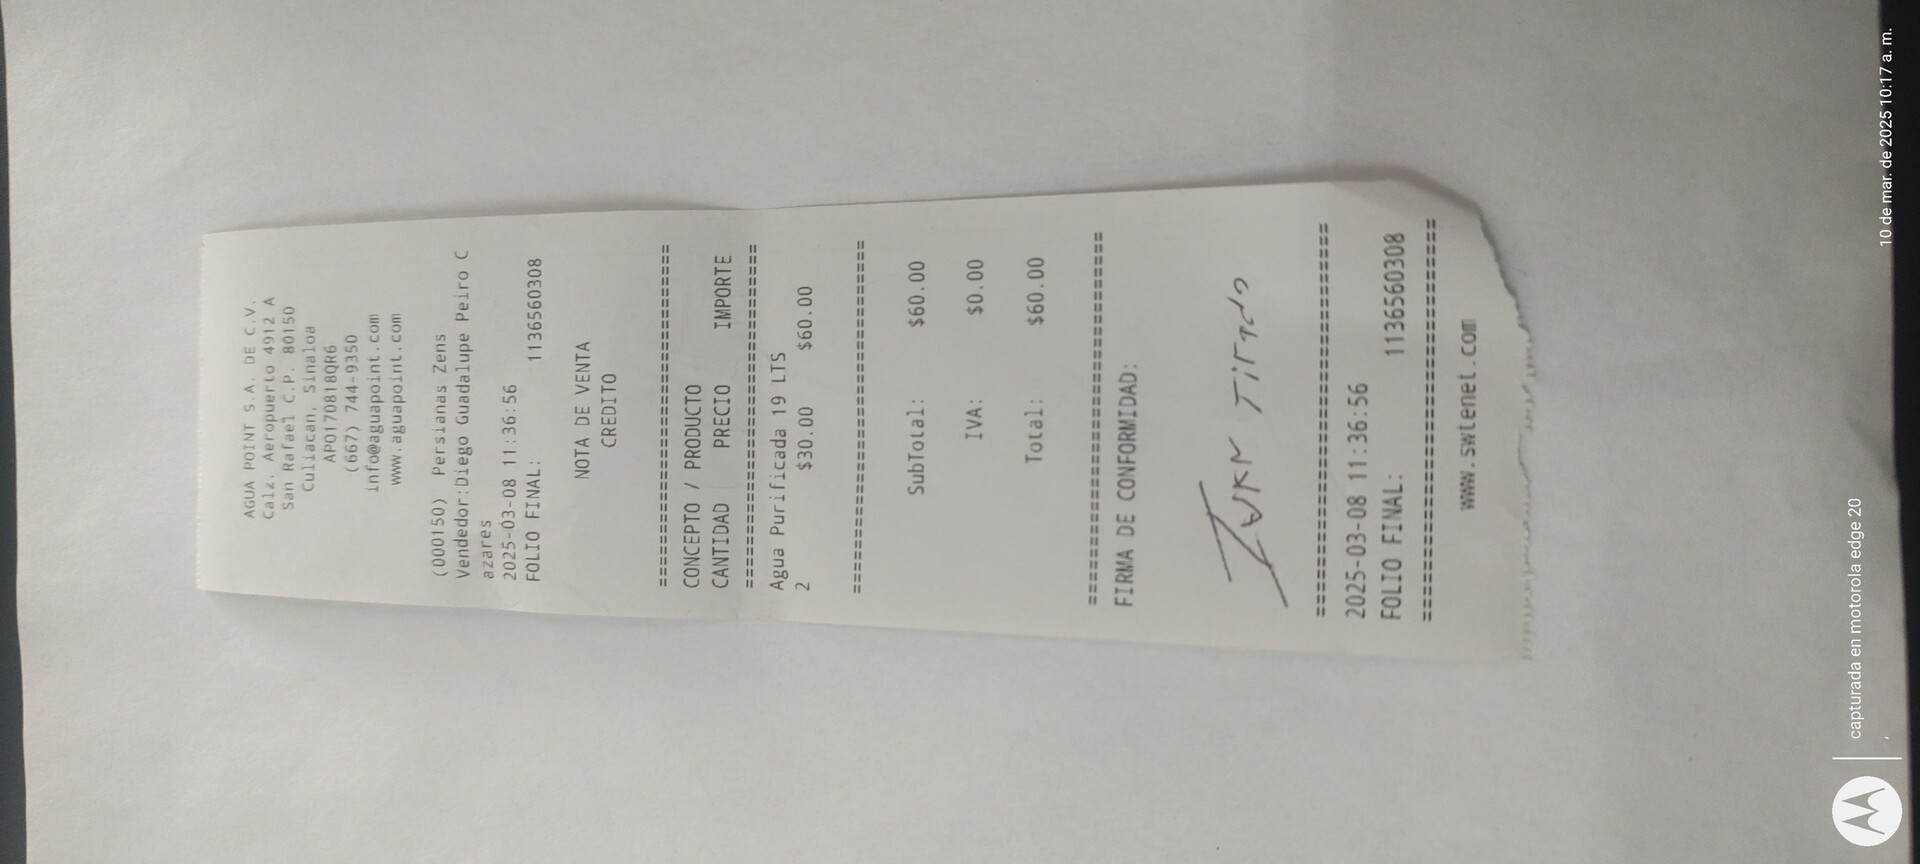 AGUA POINT S.A. DE C.V.
Calz. Aeropuerto 4912 A
San Rafael C.P. 80150
Culiacan, Sinaloa
APO170818QR6
(667) 744-9350
info@aguapoint.com
www.aguapoint.com
(000150) Persianas Zens
Vendedor:Diego Guadalupe Peiro C
azares
2025-03-08 11:36:56
FOLIO FINAL: 1136560308
NOTA DE VENTA
CREDITO
================================
CONCEPTO / PRODUCTO
CANTIDAD PRECIO IMPORTE
================================
Agua Purificada 19 LTS
2 $30.00 $60.00
================================
SubTotal: $60.00
IVA: $0.00
Total: $60.00
================================
FIRMA DE CONFORMIDAD:
================================
2025-03-08 11:36:56
FOLIO FINAL: 1136560308
================================
www.swtenet.com
capturada en motorola edge 20
10 de mar. de 2025 10:17 a. m.